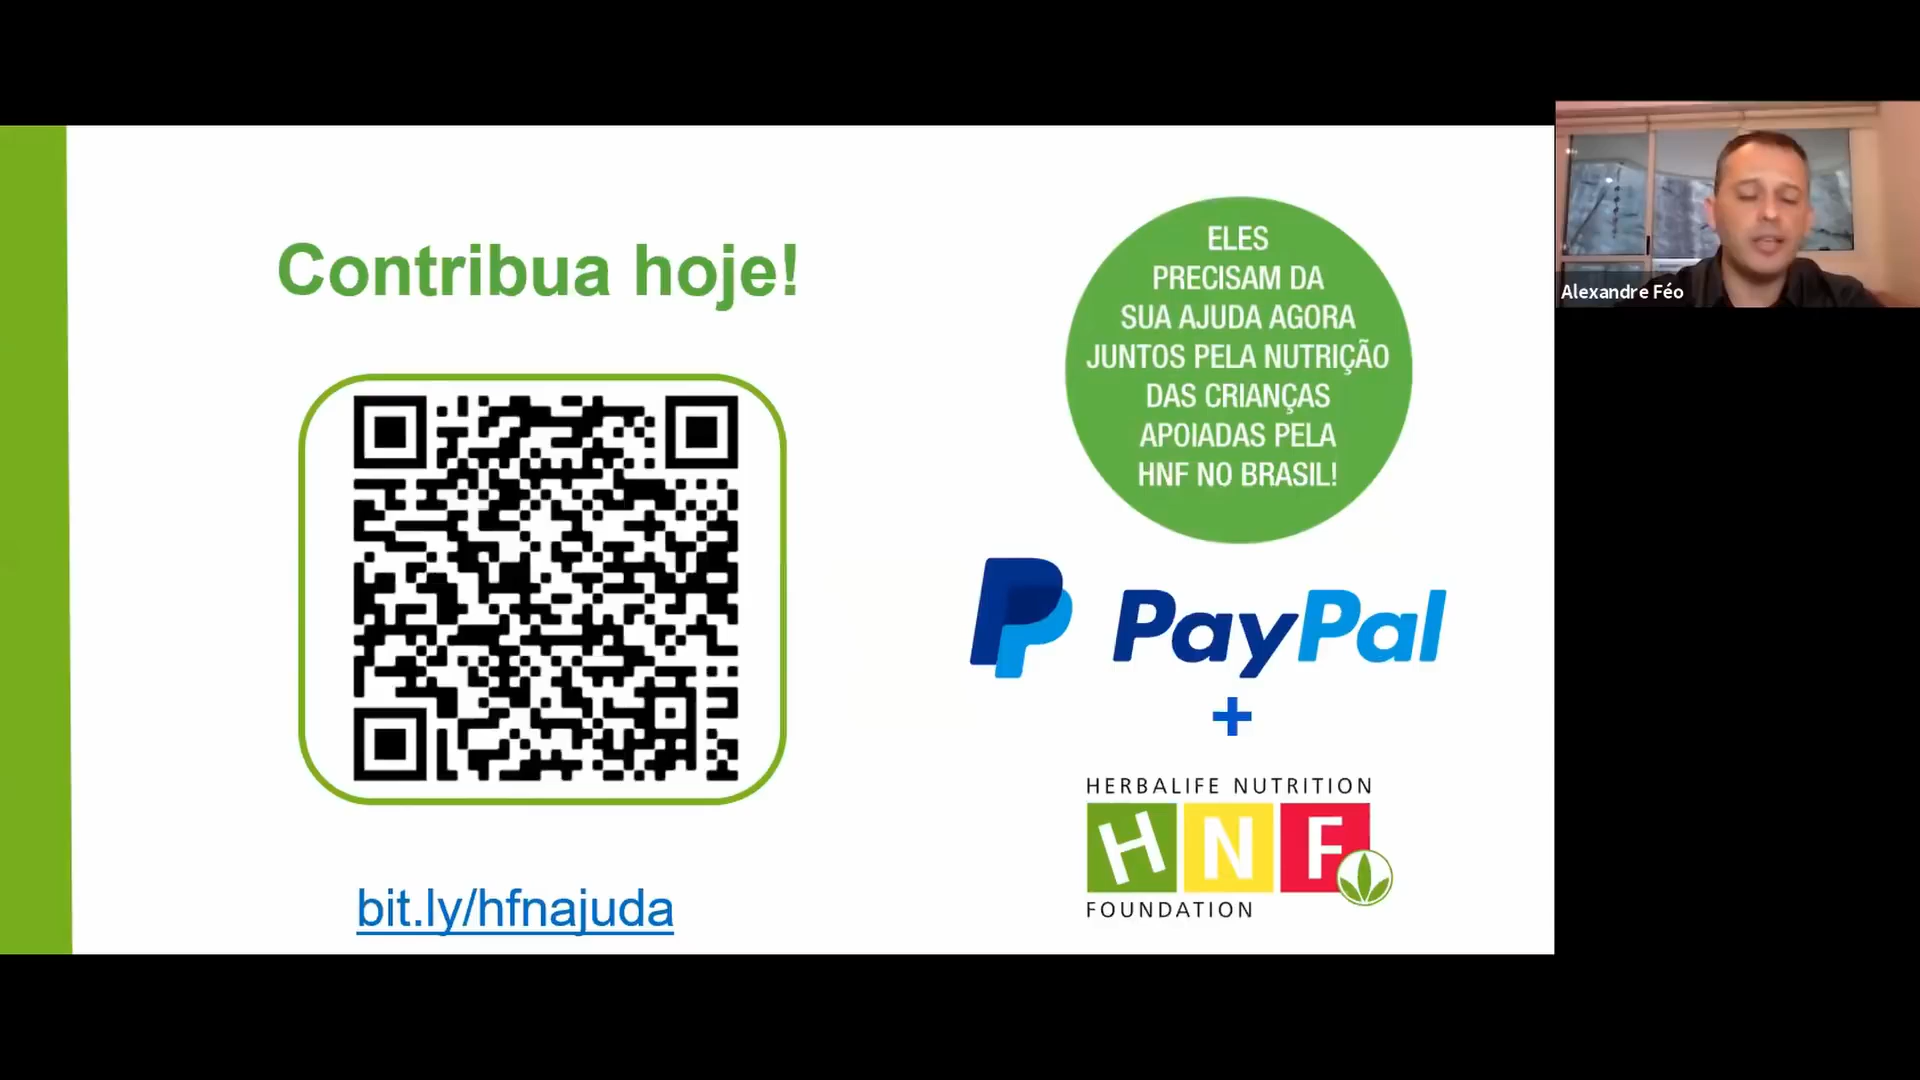 Contribua hoje!
bit.ly/hfnajuda
ELES
PRECISAM DA
SUA AJUDA AGORA
JUNTOS PELA NUTRIÇÃO
DAS CRIANÇAS
APOIADAS PELA
HNF NO BRASIL!
PayPal
+
HERBALIFE NUTRITION
HNF
FOUNDATION
Alexandre Féo